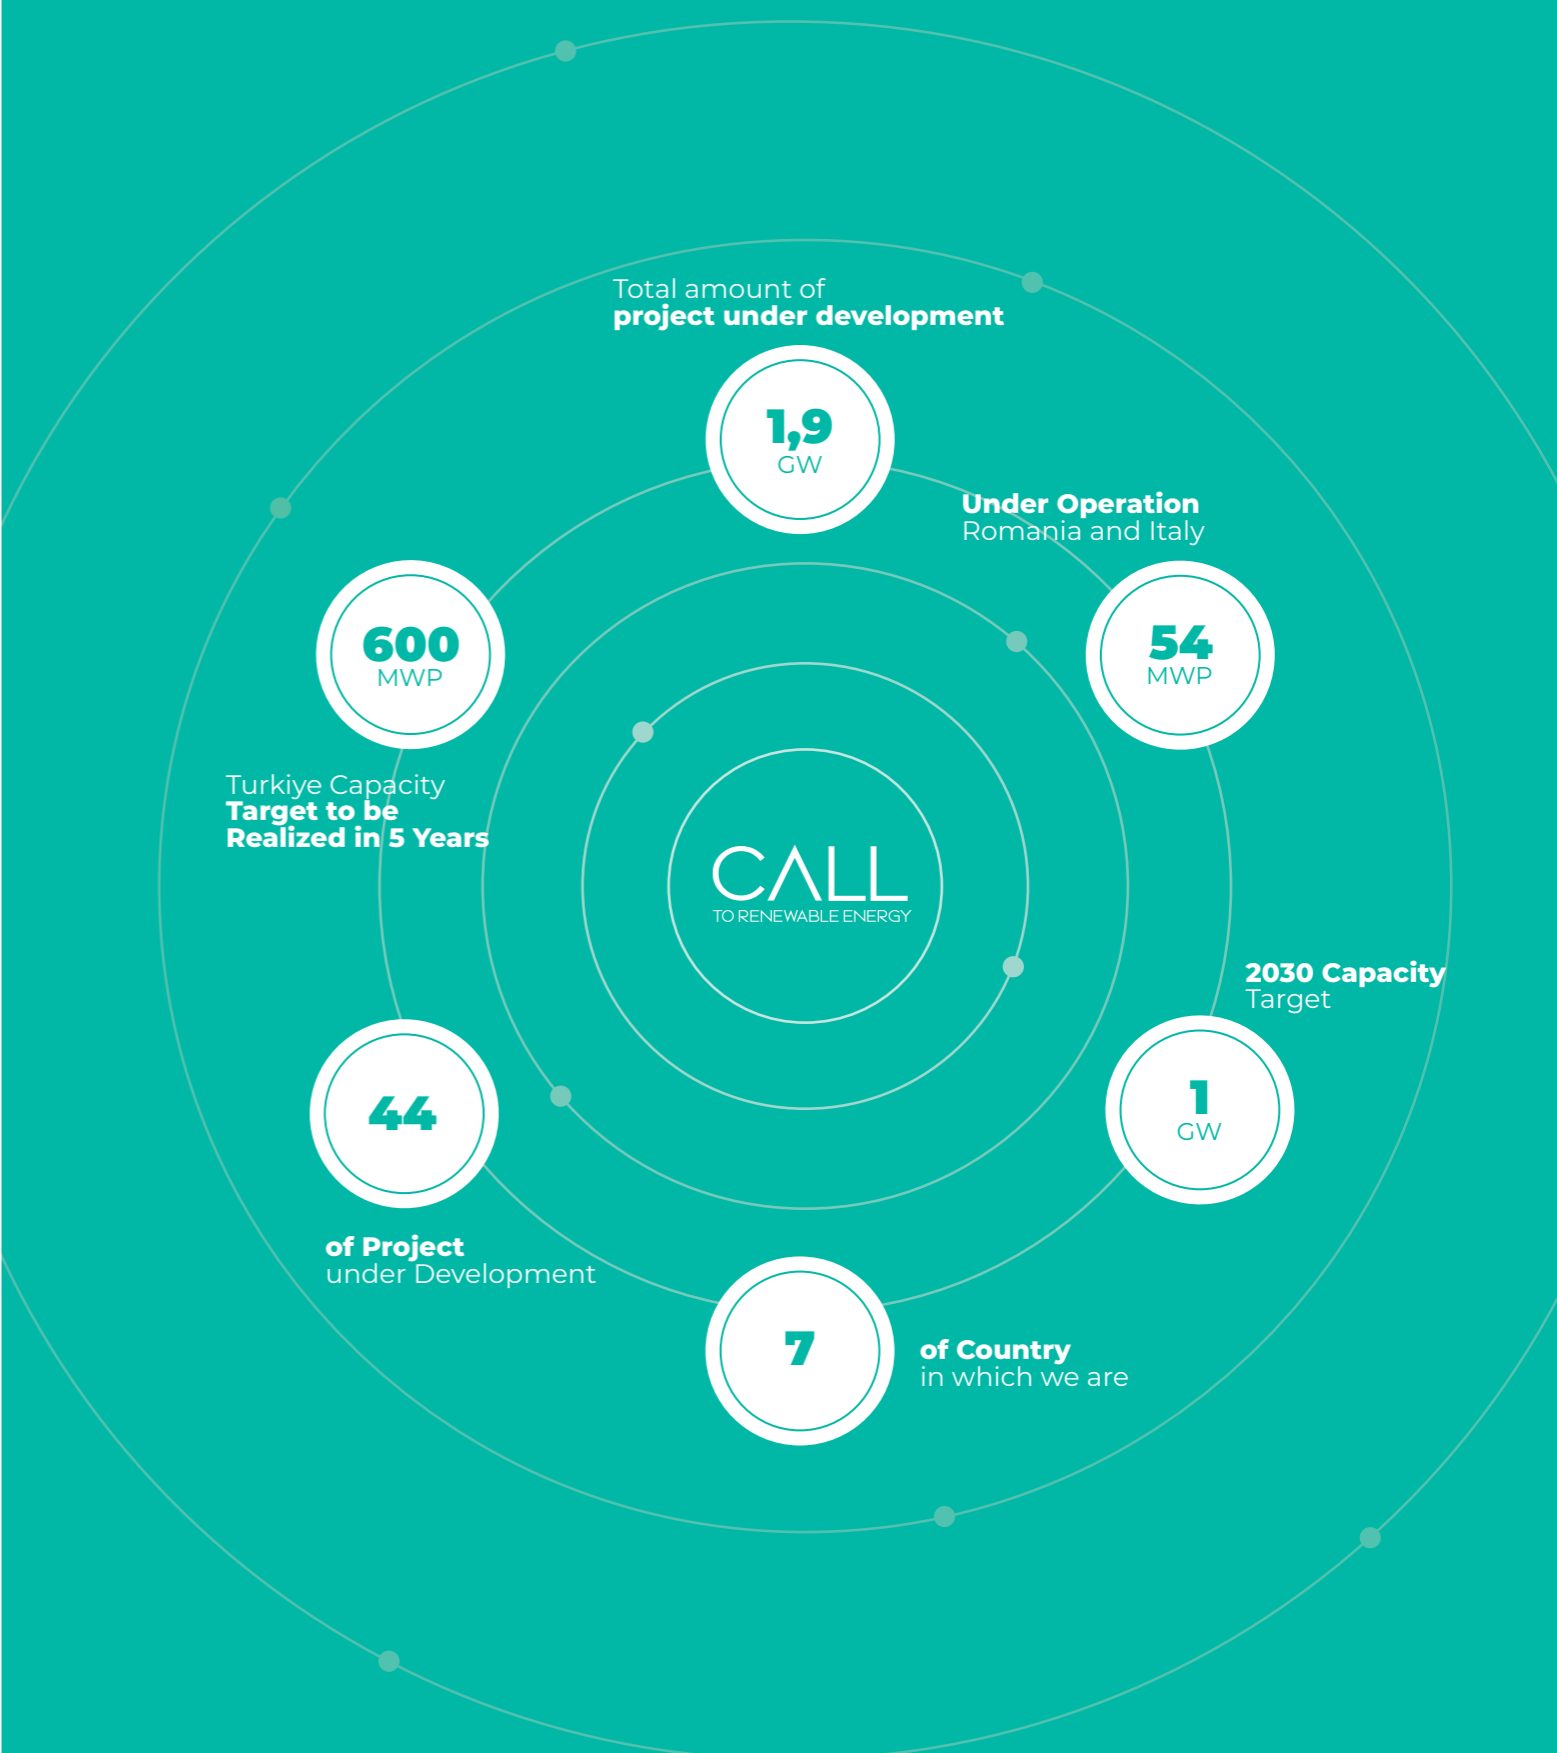 Total amount of
project under development
1,9
GW
Under Operation
Romania and Italy
54
MWP
600
MWP
Turkiye Capacity
Target to be
Realized in 5 Years
CALL
TO RENEWABLE ENERGY
2030 Capacity
Target
1
GW
44
of Project
under Development
7
of Country
in which we are